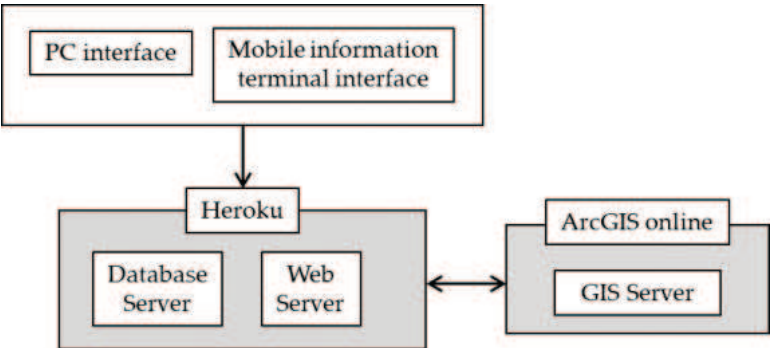 PC interface
Mobile information
terminal interface
Heroku
ArcGIS online
Database
Server
Web
Server
GIS Server